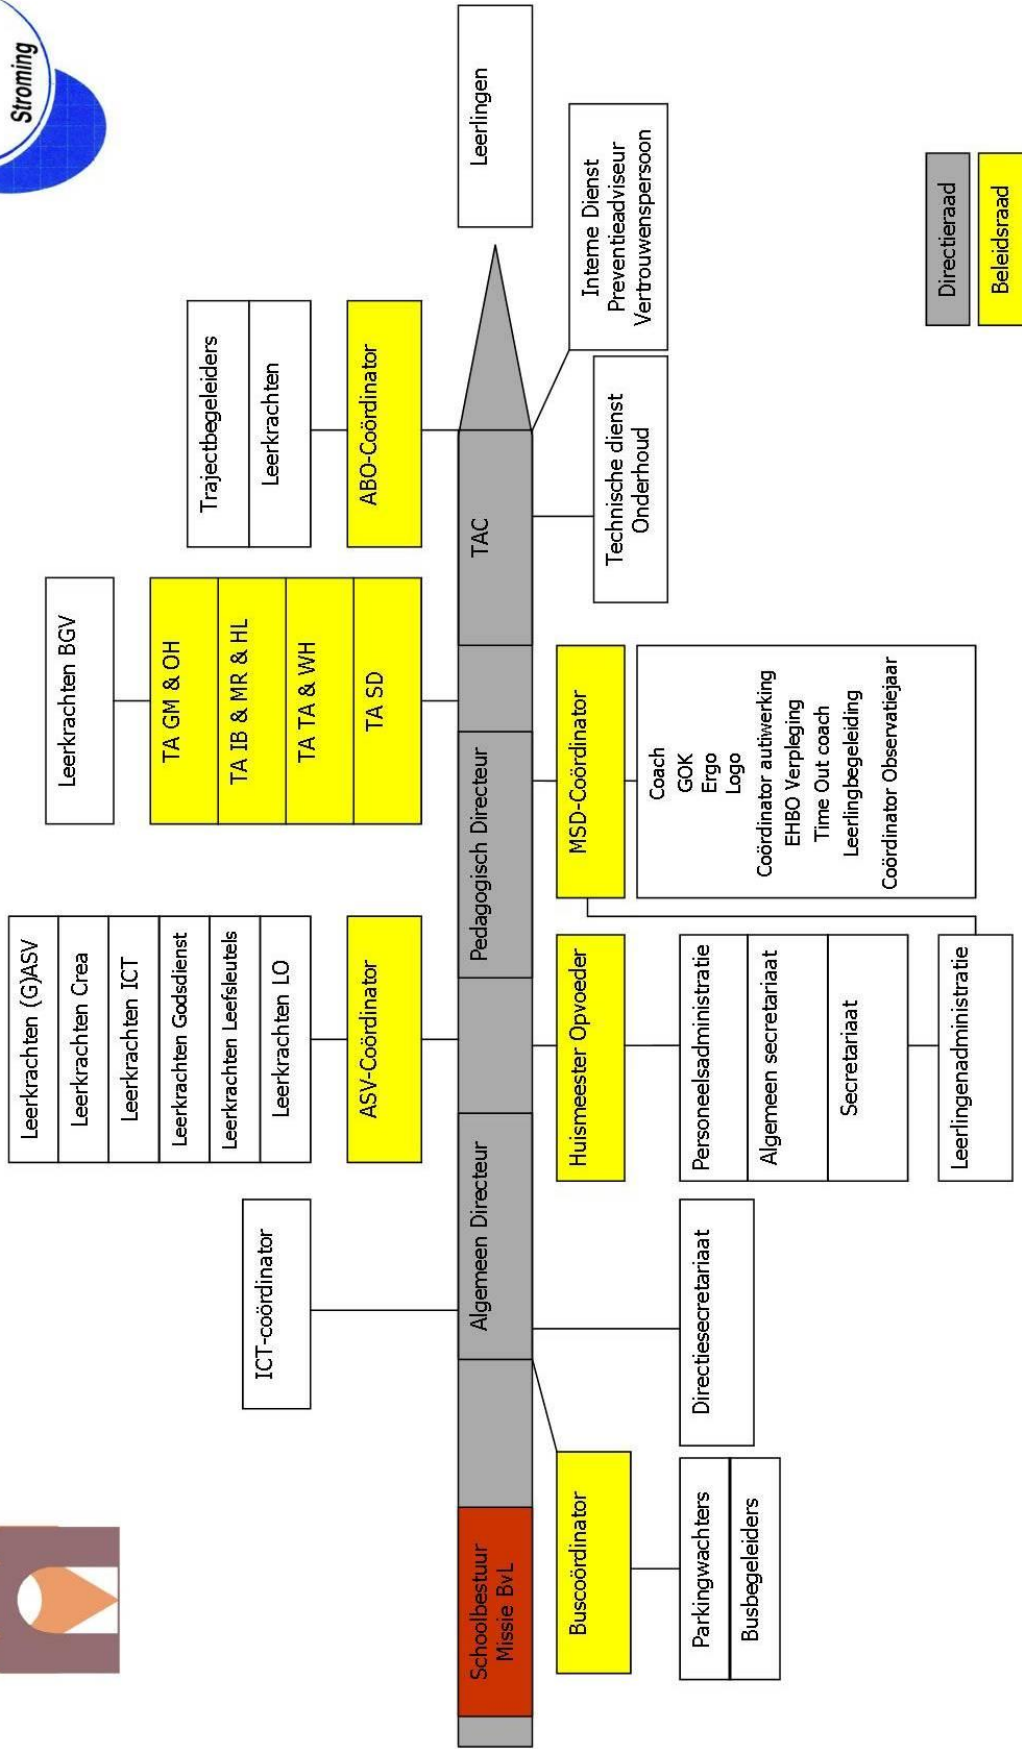 Stroming
ICT-coördinator
Leerkrachten (G)ASV
Leerkrachten Crea
Leerkrachten ICT
Leerkrachten Godsdienst
Leerkrachten Leefsleutels
Leerkrachten LO
ASV-Coördinator
Leerkrachten BGV
TA GM & OH
TA IB & MR & HL
TA TA & WH
TA SD
Trajectbegeleiders
Leerkrachten
ABO-Coördinator
Schoolbestuur
Missie BvL
Algemeen Directeur
Pedagogisch Directeur
TAC
Leerlingen
Buscoördinator
Parkingwachters
Busbegeleiders
Directiesecretariaat
Huismeester Opvoeder
Personeelsadministratie
Algemeen secretariaat
Secretariaat
Leerlingenadministratie
MSD-Coördinator
Coach
GOK
Ergo
Logo
Coördinator autiwerking
EHBO Verpleging
Time Out coach
Leerlingbegeleiding
Coördinator Observatiejaar
Technische dienst
Onderhoud
Interne Dienst
Preventieadviseur
Vertrouwenspersoon
Directieraad
Beleidsraad